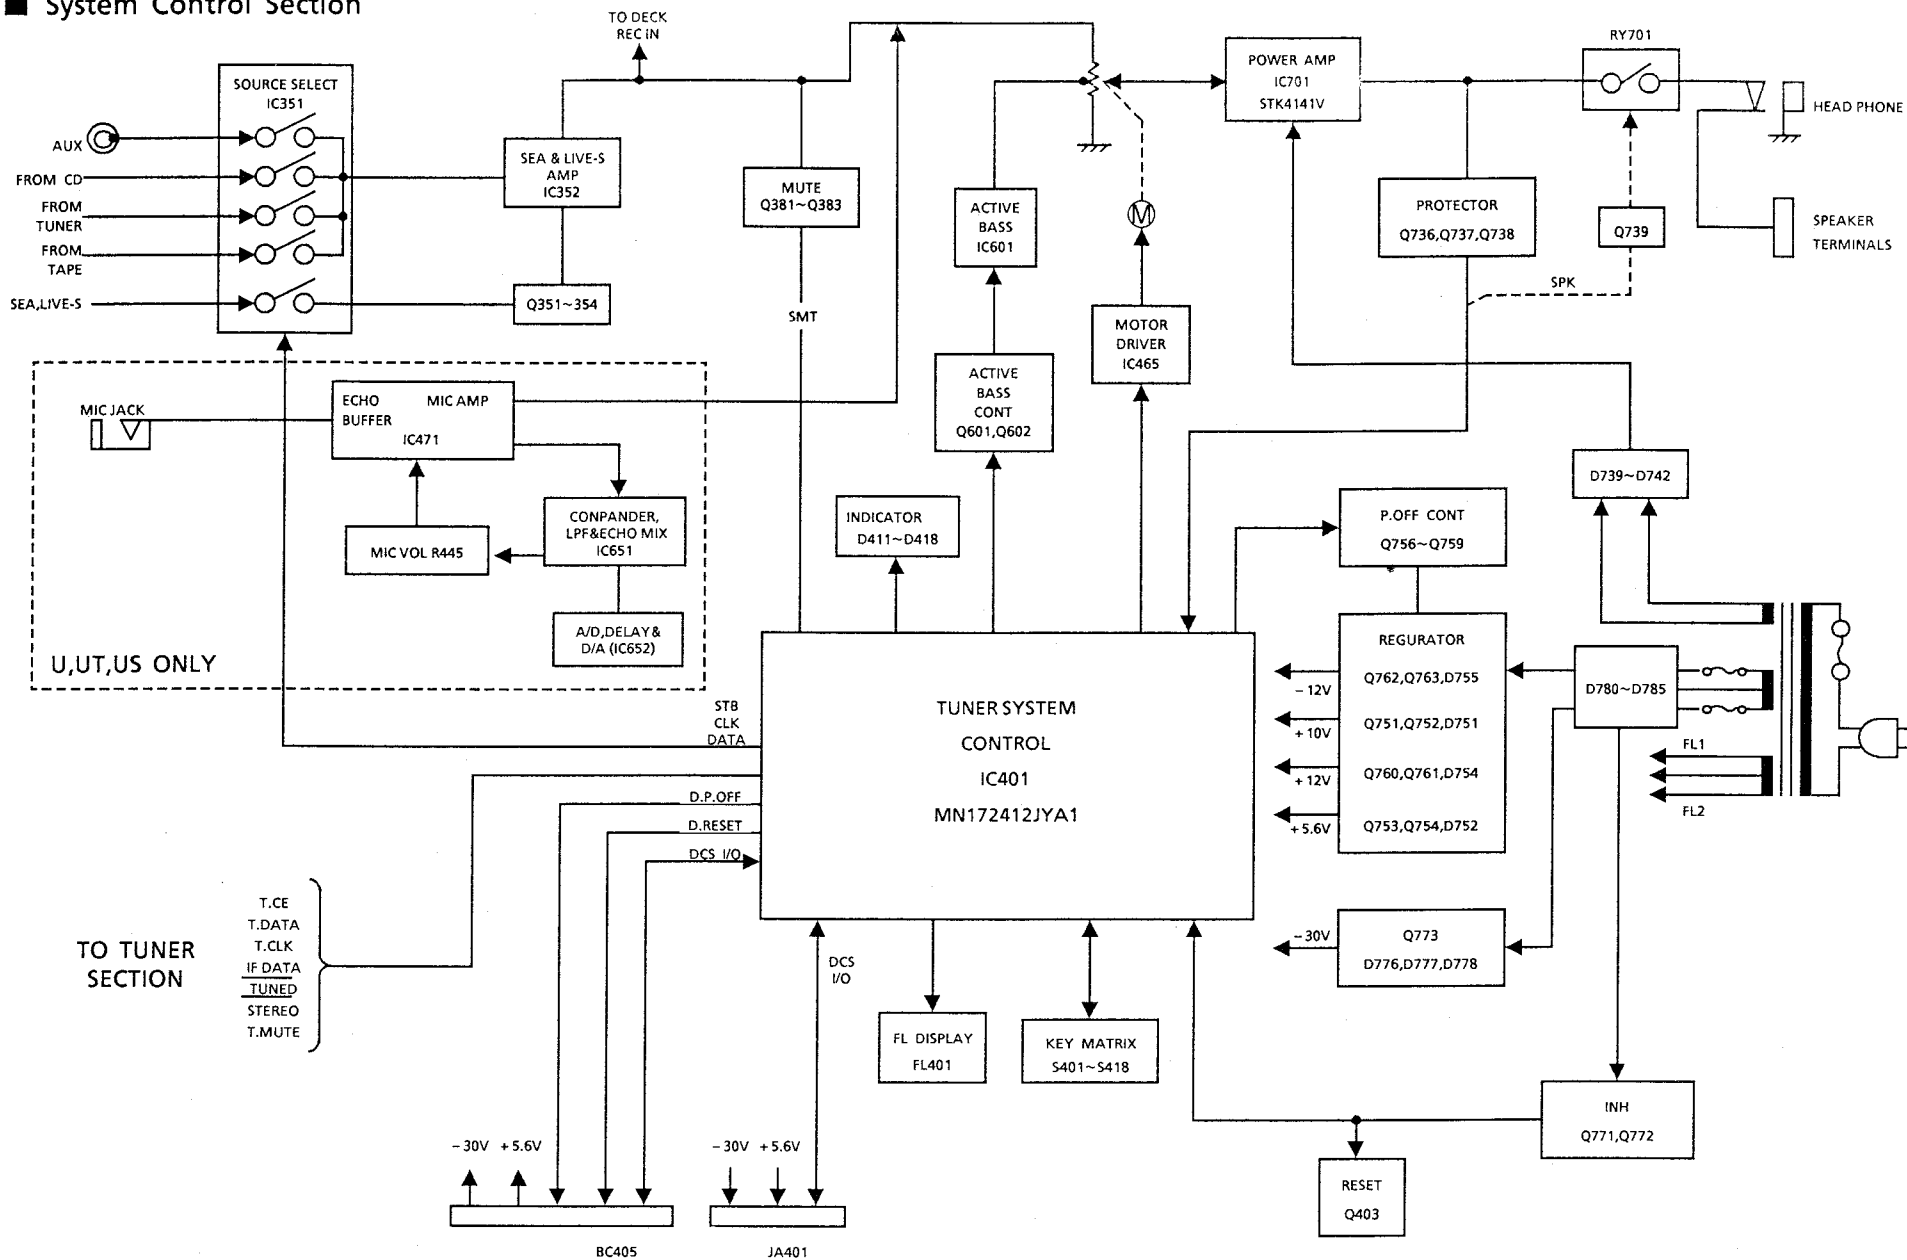 ■ System Control Section
TO DECK
REC IN
SOURCE SELECT
IC351
AUX
FROM CD
FROM
TUNER
FROM
TAPE
SEA,LIVE-S
SEA & LIVE-S
AMP
IC352
Q351~354
MUTE
Q381~Q383
SMT
ACTIVE
BASS
IC601
ACTIVE
BASS
CONT
Q601,Q602
M
MOTOR
DRIVER
IC465
POWER AMP
IC701
STK4141V
PROTECTOR
Q736,Q737,Q738
RY701
Q739
SPK
HEAD PHONE
SPEAKER
TERMINALS
D739~D742
MIC JACK
ECHO
BUFFER
MIC AMP
IC471
MIC VOL R445
CONPANDER,
LPF&ECHO MIX
IC651
A/D,DELAY&
D/A (IC652)
U,UT,US ONLY
INDICATOR
D411~D418
P.OFF CONT
Q756~Q759
REGURATOR
Q762,Q763,D755
Q751,Q752,D751
Q760,Q761,D754
Q753,Q754,D752
-12V
+10V
+12V
+5.6V
D780~D785
FL1
FL2
STB
CLK
DATA
D.P.OFF
D.RESET
DCS I/O
TUNER SYSTEM
CONTROL
IC401
MN172412JYA1
-30V
Q773
D776,D777,D778
TO TUNER
SECTION
T.CE
T.DATA
T.CLK
IF DATA
TUNED
STEREO
T.MUTE
DCS
I/O
FL DISPLAY
FL401
KEY MATRIX
S401~S418
INH
Q771,Q772
RESET
Q403
-30V +5.6V
BC405
-30V +5.6V
JA401